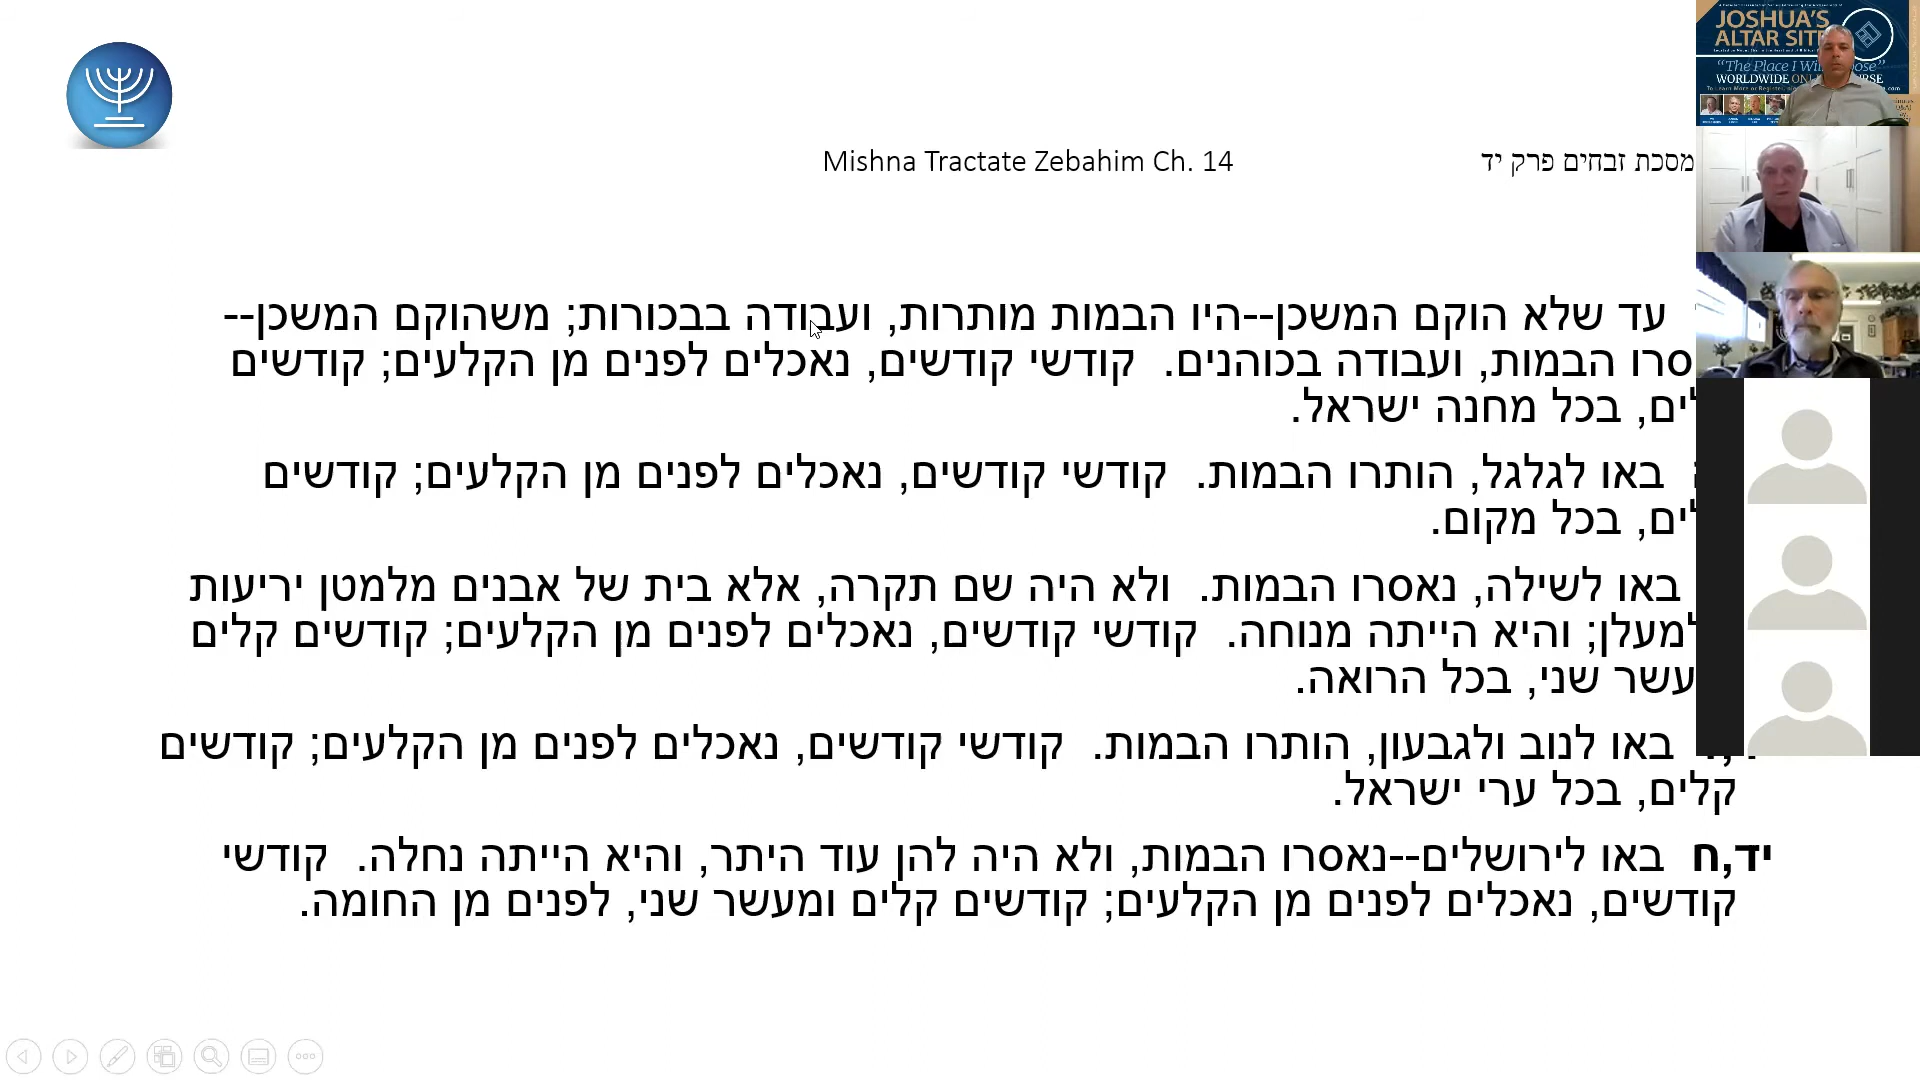 Mishna Tractate Zebahim Ch. 14
מסכת זבחים פרק יד
עד שלא הוקם המשכן--היו הבמות מותרות, ועבודה בבכורות; משהוקם המשכן--
הבמות, ועבודה בכוהנים. קודשי קודשים, נאכלים לפנים מן הקלעים; קודשים
בכל מחנה ישראל.
באו לגלגל, הותרו הבמות. קודשי קודשים, נאכלים לפנים מן הקלעים; קודשים
בכל מקום.
באו לשילה, נאסרו הבמות. ולא היה שם תקרה, אלא בית של אבנים מלמטן יריעות
למעלן; והיא הייתה מנוחה. קודשי קודשים, נאכלים לפנים מן הקלעים; קודשים קלים
שני, בכל הרואה.
באו לנוב ולגבעון, הותרו הבמות. קודשי קודשים, נאכלים לפנים מן הקלעים; קודשים
קלים, בכל ערי ישראל.
יד,ח באו לירושלים--נאסרו הבמות, ולא היה להן עוד היתר, והיא הייתה נחלה. קודשי
קודשים, נאכלים לפנים מן הקלעים; קודשים קלים ומעשר שני, לפנים מן החומה.
JOSHUA'S
ALTAR SITE
"The Place I
WORLDWIDE